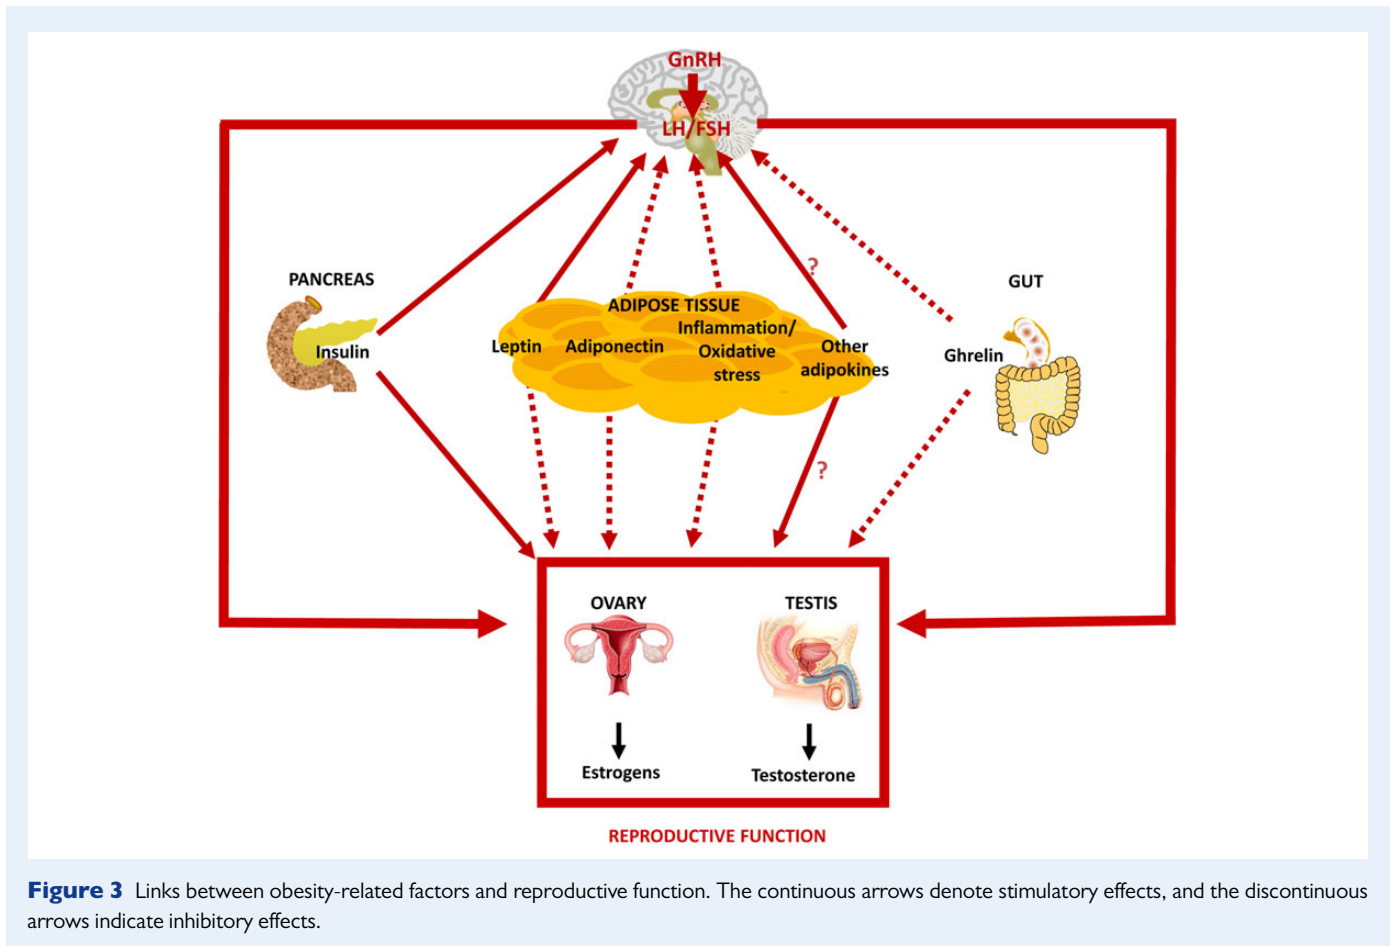 GnRH
LH/FSH
?
PANCREAS
GUT
ADIPOSE TISSUE
Insulin
Leptin
Adiponectin
Inflammation/
Oxidative
stress
Other
adipokines
Ghrelin
?
OVARY
TESTIS
Estrogens
Testosterone
REPRODUCTIVE FUNCTION
Figure 3 Links between obesity-related factors and reproductive function. The continuous arrows denote stimulatory effects, and the discontinuous
arrows indicate inhibitory effects.